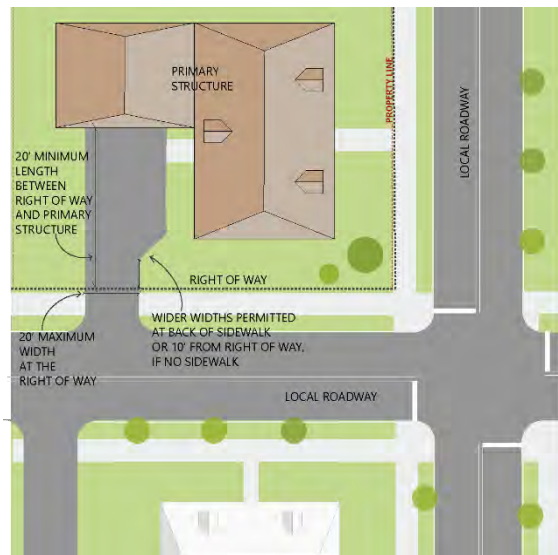 PRIMARY
STRUCTURE
PROPERTY LINE
LOCAL ROADWAY
20' MINIMUM
LENGTH
BETWEEN
RIGHT OF WAY
AND PRIMARY
STRUCTURE
RIGHT OF WAY
WIDER WIDTHS PERMITTED
AT BACK OF SIDEWALK
OR 10' FROM RIGHT OF WAY,
IF NO SIDEWALK
20' MAXIMUM
WIDTH
AT THE
RIGHT OF WAY
LOCAL ROADWAY